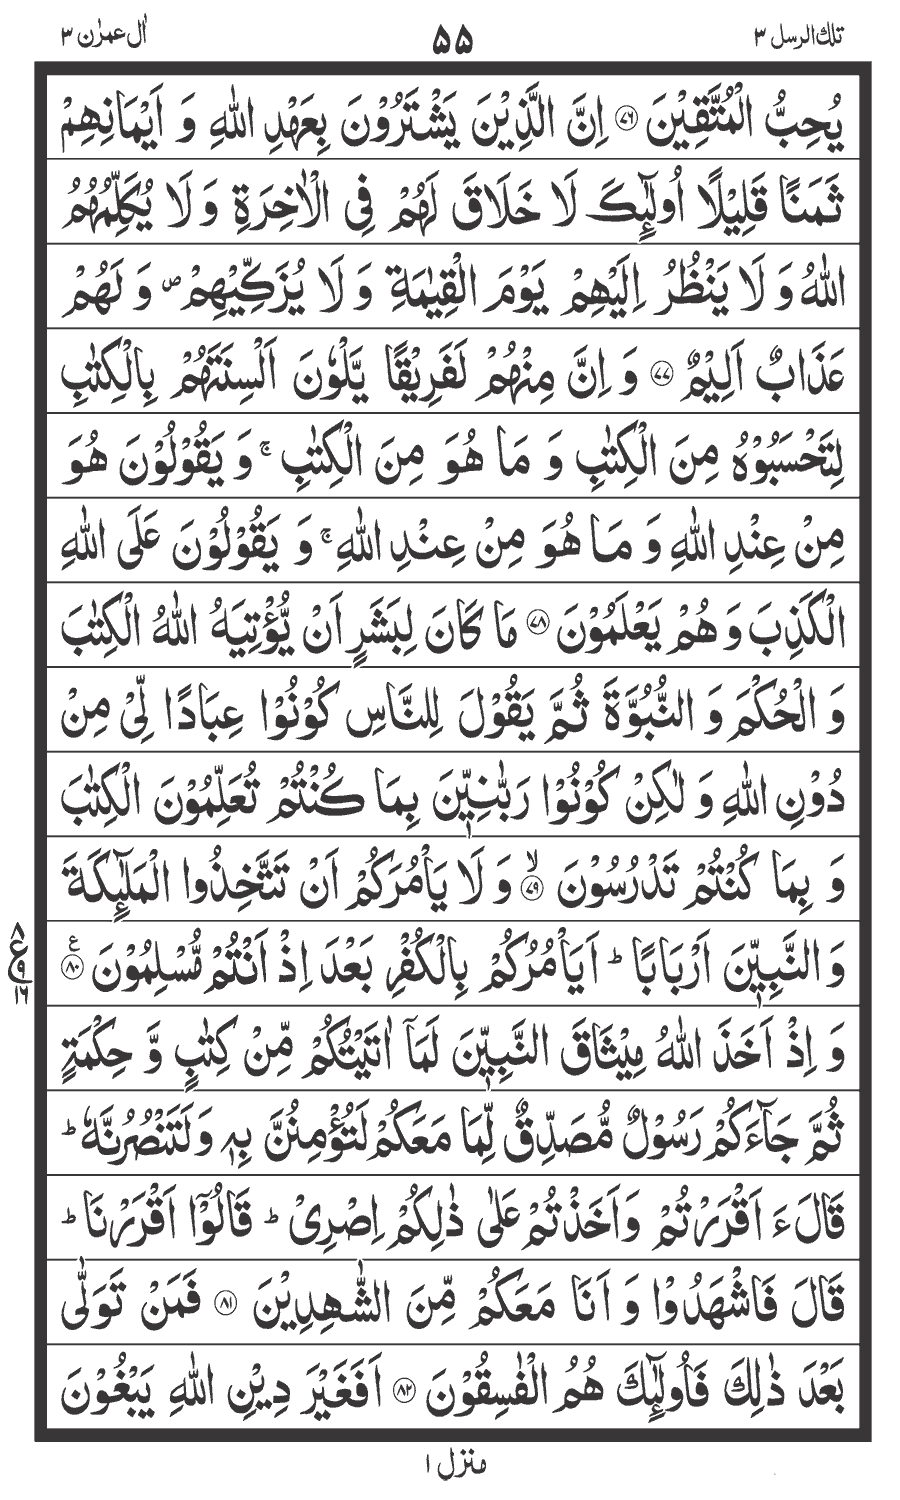 تلك الرسل ٣ ۵۵ اٰل عمرٰن ٣
يُحِبُّ الْمُتَّقِيْنَ ﴿۷۶﴾ اِنَّ الَّذِيْنَ يَشْتَرُوْنَ بِعَهْدِ اللّٰهِ وَ اَيْمَانِهِمْ
ثَمَنًا قَلِيْلًا اُولٰٓئِكَ لَا خَلَاقَ لَهُمْ فِي الْاٰخِرَةِ وَ لَا يُكَلِّمُهُمُ
اللّٰهُ وَ لَا يَنْظُرُ اِلَيْهِمْ يَوْمَ الْقِيٰمَةِ وَ لَا يُزَكِّيْهِمْ ۪ وَ لَهُمْ
عَذَابٌ اَلِيْمٌ ﴿۷۷﴾ وَ اِنَّ مِنْهُمْ لَفَرِيْقًا يَّلْوٗنَ اَلْسِنَتَهُمْ بِالْكِتٰبِ
لِتَحْسَبُوْهُ مِنَ الْكِتٰبِ وَ مَا هُوَ مِنَ الْكِتٰبِ ۚ وَ يَقُوْلُوْنَ هُوَ
مِنْ عِنْدِ اللّٰهِ وَ مَا هُوَ مِنْ عِنْدِ اللّٰهِ ۚ وَ يَقُوْلُوْنَ عَلَى اللّٰهِ
الْكَذِبَ وَ هُمْ يَعْلَمُوْنَ ﴿۷۸﴾ مَا كَانَ لِبَشَرٍ اَنْ يُّؤْتِيَهُ اللّٰهُ الْكِتٰبَ
وَ الْحُكْمَ وَ النُّبُوَّةَ ثُمَّ يَقُوْلَ لِلنَّاسِ كُوْنُوْا عِبَادًا لِّيْ مِنْ
دُوْنِ اللّٰهِ وَ لٰكِنْ كُوْنُوْا رَبّٰنِيّٖنَ بِمَا كُنْتُمْ تُعَلِّمُوْنَ الْكِتٰبَ
وَ بِمَا كُنْتُمْ تَدْرُسُوْنَ ۙ﴿۷۹﴾ وَ لَا يَاْمُرَكُمْ اَنْ تَتَّخِذُوا الْمَلٰٓئِكَةَ
وَ النَّبِيّٖنَ اَرْبَابًا ؕ اَيَاْمُرُكُمْ بِالْكُفْرِ بَعْدَ اِذْ اَنْتُمْ مُّسْلِمُوْنَ ﴿۸۰﴾ ع
۸ ع ۹ ۱۶
وَ اِذْ اَخَذَ اللّٰهُ مِيْثَاقَ النَّبِيّٖنَ لَمَاۤ اٰتَيْتُكُمْ مِّنْ كِتٰبٍ وَّ حِكْمَةٍ
ثُمَّ جَآءَكُمْ رَسُوْلٌ مُّصَدِّقٌ لِّمَا مَعَكُمْ لَتُؤْمِنُنَّ بِهٖ وَ لَتَنْصُرُنَّهٗ ؕ
قَالَ ءَ اَقْرَرْتُمْ وَ اَخَذْتُمْ عَلٰى ذٰلِكُمْ اِصْرِيْ ؕ قَالُوْۤا اَقْرَرْنَا ؕ
قَالَ فَاشْهَدُوْا وَ اَنَا مَعَكُمْ مِّنَ الشّٰهِدِيْنَ ﴿۸۱﴾ فَمَنْ تَوَلّٰى
بَعْدَ ذٰلِكَ فَاُولٰٓئِكَ هُمُ الْفٰسِقُوْنَ ﴿۸۲﴾ اَفَغَيْرَ دِيْنِ اللّٰهِ يَبْغُوْنَ
منزل ١